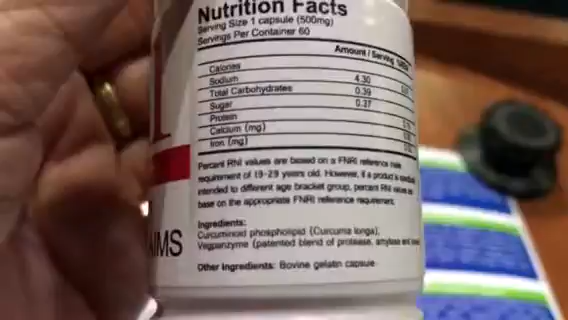 Nutrition Facts
Serving Size 1 capsule (500mg)
Servings Per Container 60
Amount / Serving
Calories
Sodium 4.30
Total Carbohydrates 0.39
Sugar 0.37
Protein
Calcium (mg)
Iron (mg)
Percent RNI values are based on a FNRI reference male
requirement of 19-29 years old. However, if a product is
intended to different age bracket group, percent RNI values
base on the appropriate FNRI reference requirement.
Ingredients:
Curcuminoid phospholipid (Curcuma longa);
Vegpanzyme (patented blend of protease, amylase and
Other Ingredients: Bovine gelatin capsule
AIMS